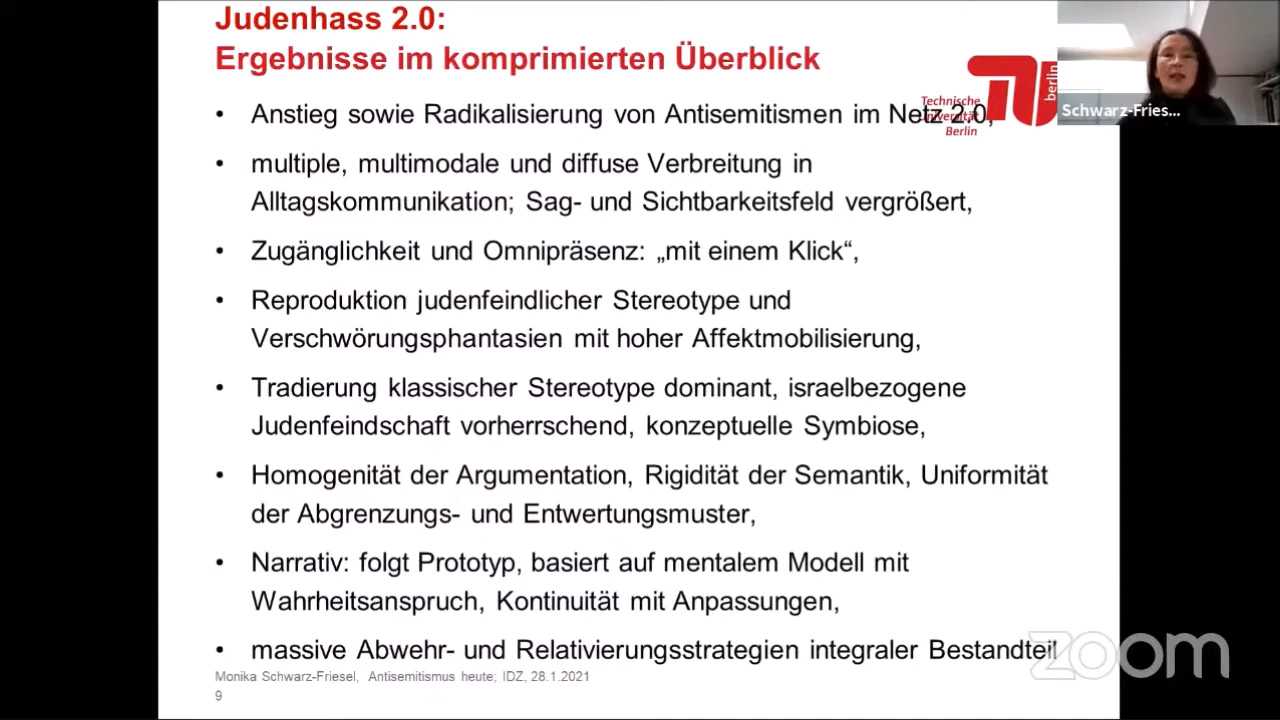 Judenhass 2.0:
Ergebnisse im komprimierten Überblick
Technische
Universität
Berlin
berlin
Schwarz-Fries...
• Anstieg sowie Radikalisierung von Antisemitismen im Netz 2.0,
• multiple, multimodale und diffuse Verbreitung in
Alltagskommunikation; Sag- und Sichtbarkeitsfeld vergrößert,
• Zugänglichkeit und Omnipräsenz: „mit einem Klick“,
• Reproduktion judenfeindlicher Stereotype und
Verschwörungsphantasien mit hoher Affektmobilisierung,
• Tradierung klassischer Stereotype dominant, israelbezogene
Judenfeindschaft vorherrschend, konzeptuelle Symbiose,
• Homogenität der Argumentation, Rigidität der Semantik, Uniformität
der Abgrenzungs- und Entwertungsmuster,
• Narrativ: folgt Prototyp, basiert auf mentalem Modell mit
Wahrheitsanspruch, Kontinuität mit Anpassungen,
• massive Abwehr- und Relativierungsstrategien integraler Bestandteil
Monika Schwarz-Friesel, Antisemitismus heute; IDZ, 28.1.2021
9
zoom